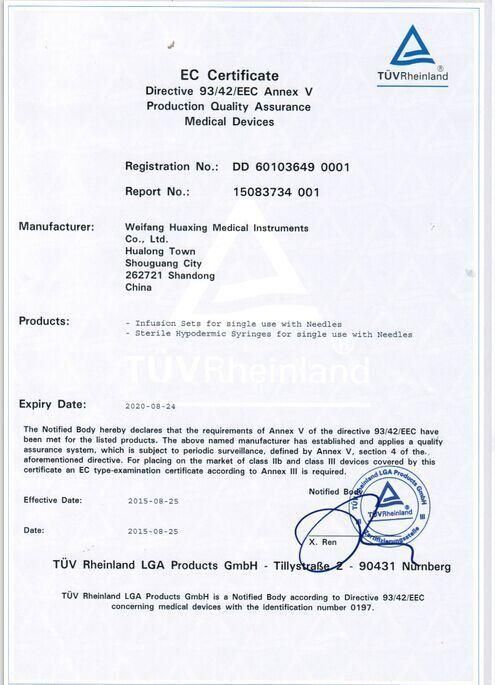 TÜVRheinland®
EC Certificate
Directive 93/42/EEC Annex V
Production Quality Assurance
Medical Devices
Registration No.: DD 60103649 0001
Report No.: 15083734 001
Manufacturer: Weifang Huaxing Medical Instruments
Co., Ltd.
Hualong Town
Shouguang City
262721 Shandong
China
Products: - Infusion Sets for single use with Needles
- Sterile Hypodermic Syringes for single use with Needles
TÜVRheinland®
Expiry Date: 2020-08-24
The Notified Body hereby declares that the requirements of Annex V of the directive 93/42/EEC have
been met for the listed products. The above named manufacturer has established and applies a quality
assurance system, which is subject to periodic surveillance, defined by Annex V, section 4 of the
aforementioned directive. For placing on the market of class IIb and class III devices covered by this
certificate an EC type-examination certificate according to Annex III is required.
Notified Body
Effective Date: 2015-08-25
TÜV Rheinland LGA Products GmbH
TÜVRheinland
Zertifizierungsstelle
Date: 2015-08-25
X. Ren
TÜV Rheinland LGA Products GmbH - Tillystraße 2 - 90431 Nürnberg
TÜV Rheinland LGA Products GmbH is a Notified Body according to Directive 93/42/EEC
concerning medical devices with the identification number 0197.